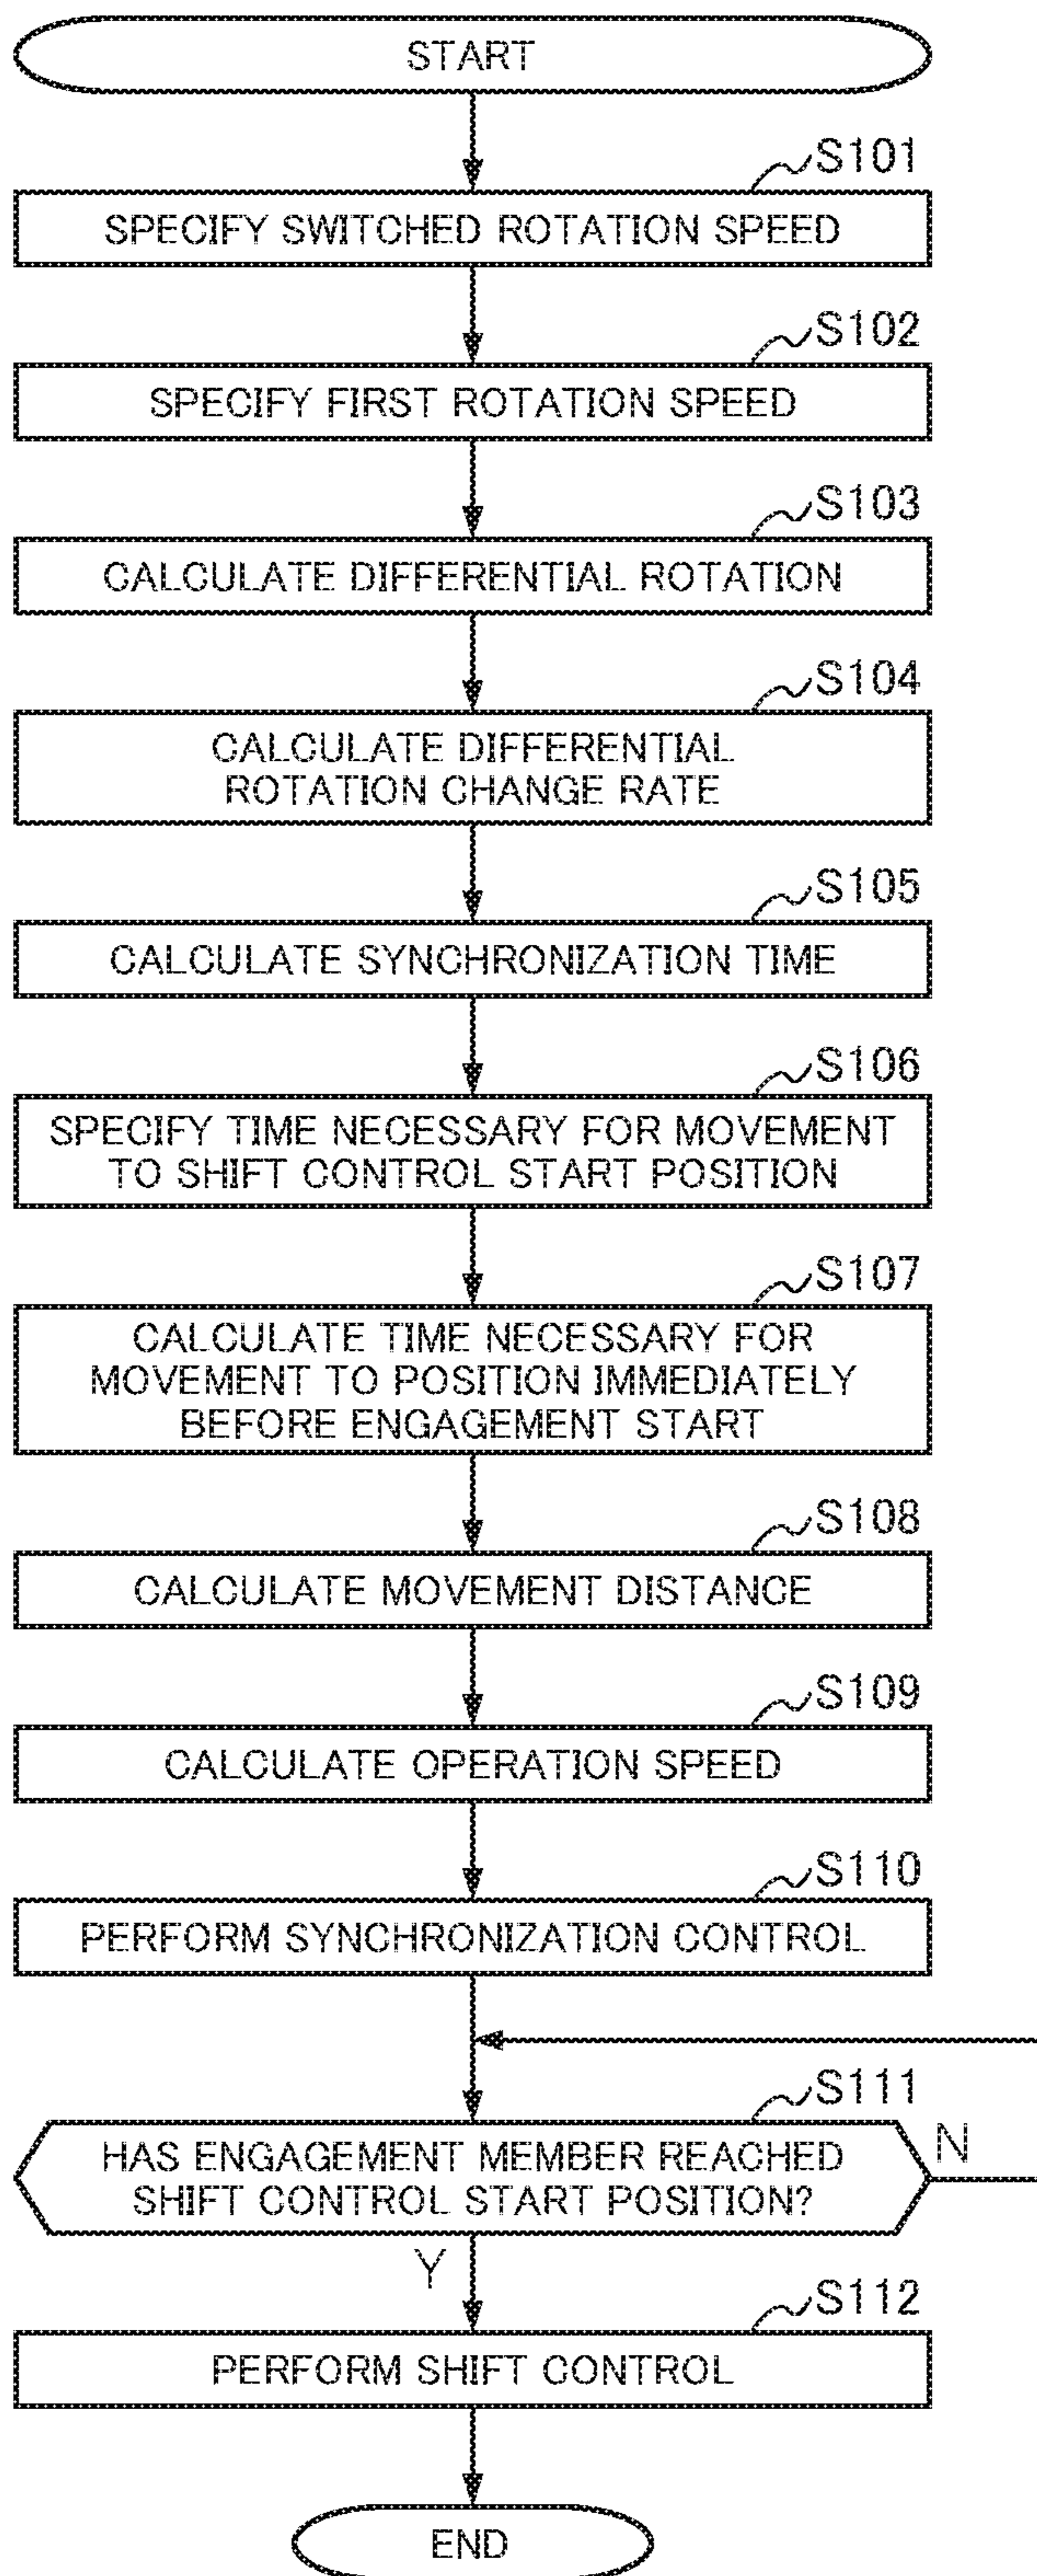 START
S101
SPECIFY SWITCHED ROTATION SPEED
S102
SPECIFY FIRST ROTATION SPEED
S103
CALCULATE DIFFERENTIAL ROTATION
S104
CALCULATE DIFFERENTIAL
ROTATION CHANGE RATE
S105
CALCULATE SYNCHRONIZATION TIME
S106
SPECIFY TIME NECESSARY FOR MOVEMENT
TO SHIFT CONTROL START POSITION
S107
CALCULATE TIME NECESSARY FOR
MOVEMENT TO POSITION IMMEDIATELY
BEFORE ENGAGEMENT START
S108
CALCULATE MOVEMENT DISTANCE
S109
CALCULATE OPERATION SPEED
S110
PERFORM SYNCHRONIZATION CONTROL
S111
HAS ENGAGEMENT MEMBER REACHED
SHIFT CONTROL START POSITION?
N
Y
S112
PERFORM SHIFT CONTROL
END